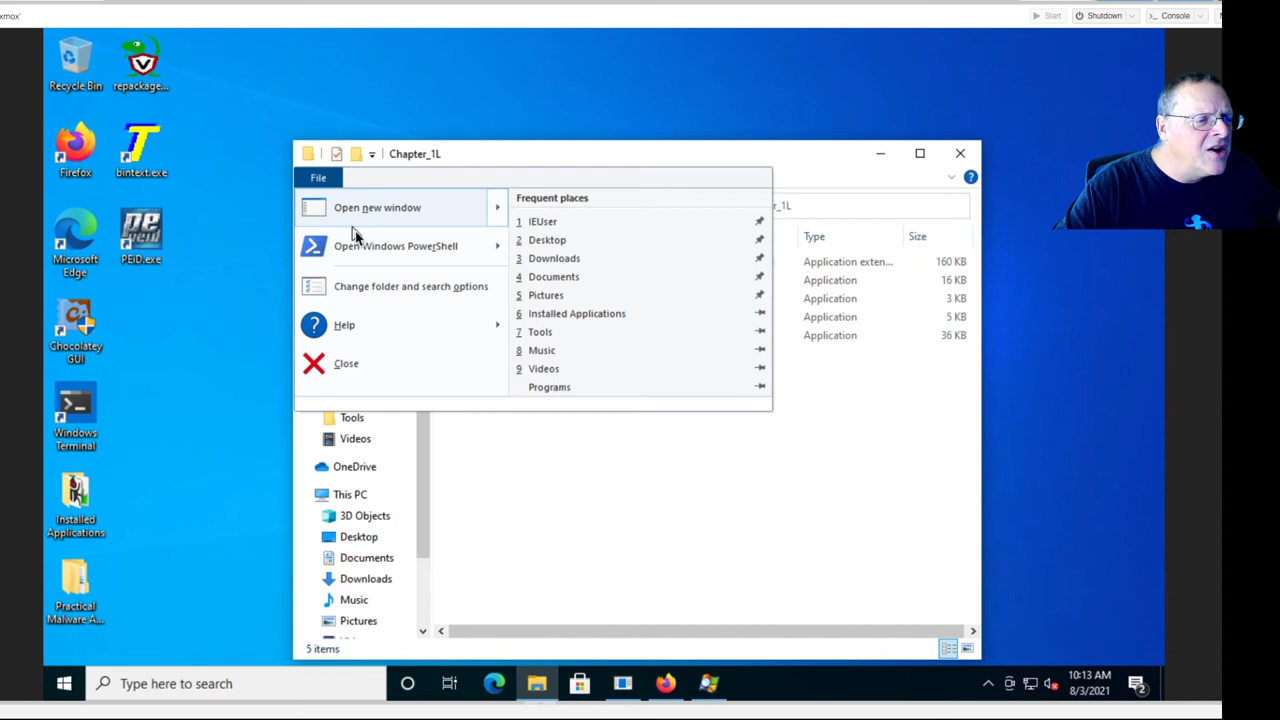 xmox'
Start
Shutdown
Console
Recycle Bin
repackage...
Firefox
bintext.exe
Microsoft
Edge
PEiD.exe
Chocolatey
GUI
Windows
Terminal
Installed
Applications
Practical
Malware A...
Chapter_1L
File
Open new window
Open Windows PowerShell
Change folder and search options
Help
Close
Frequent places
1 IEUser
2 Desktop
3 Downloads
4 Documents
5 Pictures
6 Installed Applications
7 Tools
8 Music
9 Videos
Programs
r_1L
Type Size
Application exten... 160 KB
Application 16 KB
Application 3 KB
Application 5 KB
Application 36 KB
Tools
Videos
OneDrive
This PC
3D Objects
Desktop
Documents
Downloads
Music
Pictures
5 items
Type here to search
10:13 AM
8/3/2021
2